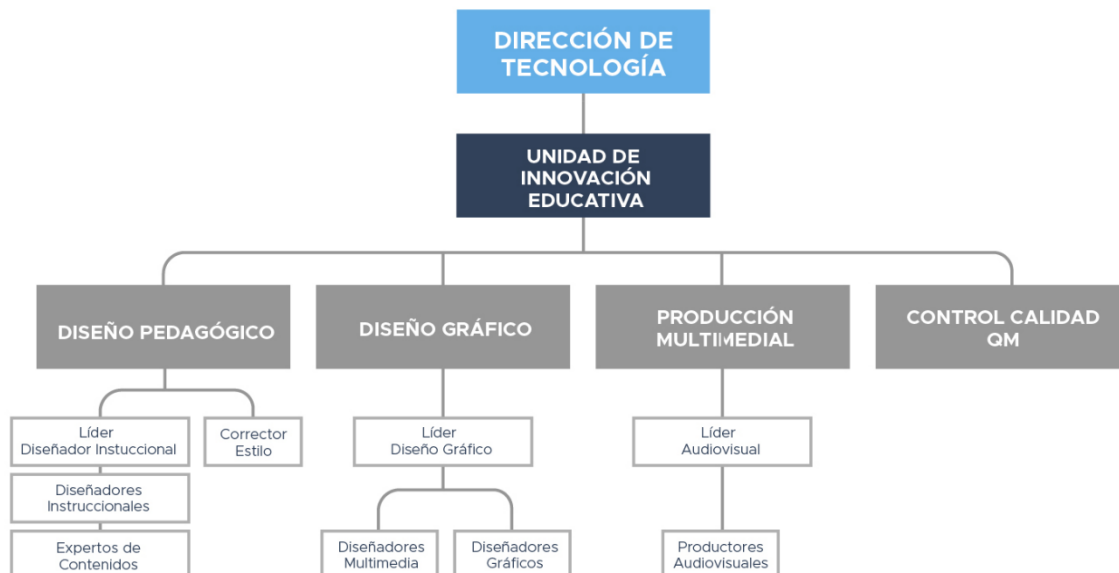 DIRECCIÓN DE
TECNOLOGÍA
UNIDAD DE
INNOVACIÓN
EDUCATIVA
DISEÑO PEDAGÓGICO
DISEÑO GRÁFICO
PRODUCCIÓN
MULTIMEDIAL
CONTROL CALIDAD
QM
Líder
Diseñador Instuccional
Corrector
Estilo
Líder
Diseño Gráfico
Líder
Audiovisual
Diseñadores
Instruccionales
Expertos de
Contenidos
Diseñadores
Multimedia
Diseñadores
Gráficos
Productores
Audiovisuales